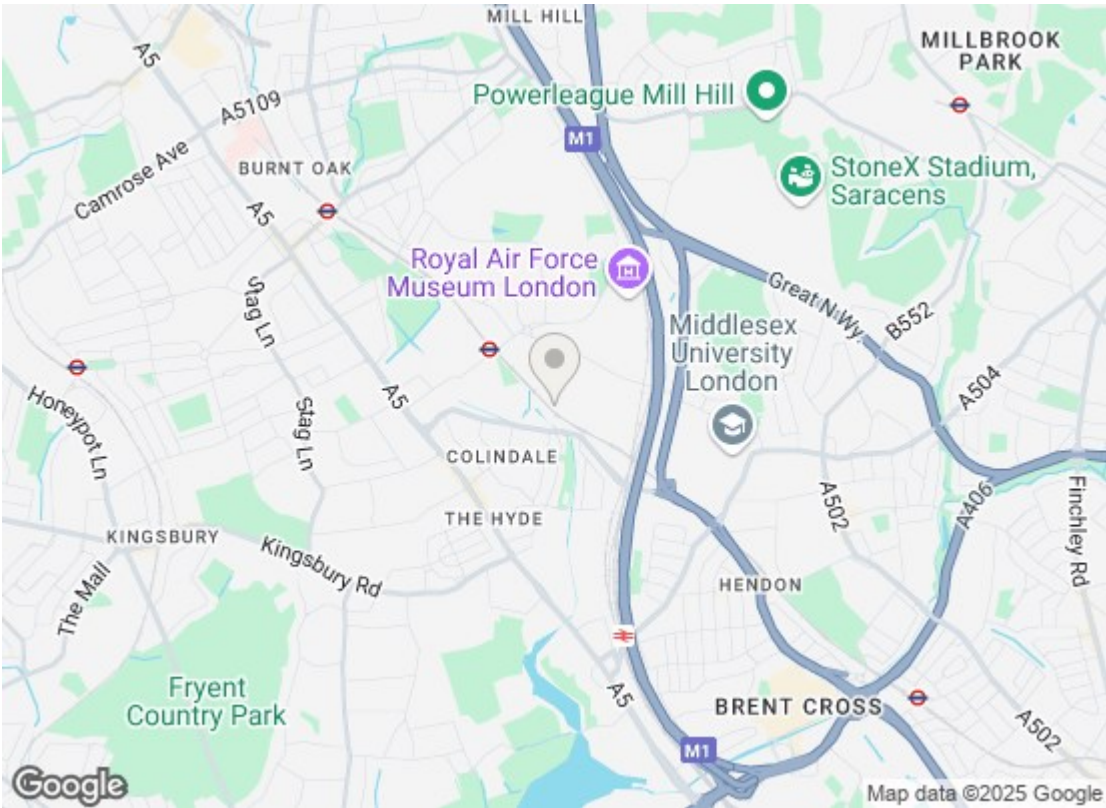 MILL HILL
A5
MILLBROOK
PARK
Powerleague Mill Hill
A5109
M1
BURNT OAK
StoneX Stadium,
Saracens
Camrose Ave
A5
Royal Air Force
Museum London
Great N Wy.
Stag Ln
B552
Middlesex
University
London
A504
A5
Honeypot Ln
Stag Ln
COLINDALE
Finchley Rd
A502
A406
THE HYDE
KINGSBURY
Kingsbury Rd
The Mall
HENDON
Fryent
Country Park
A5
BRENT CROSS
A502
M1
Google
Map data ©2025 Google